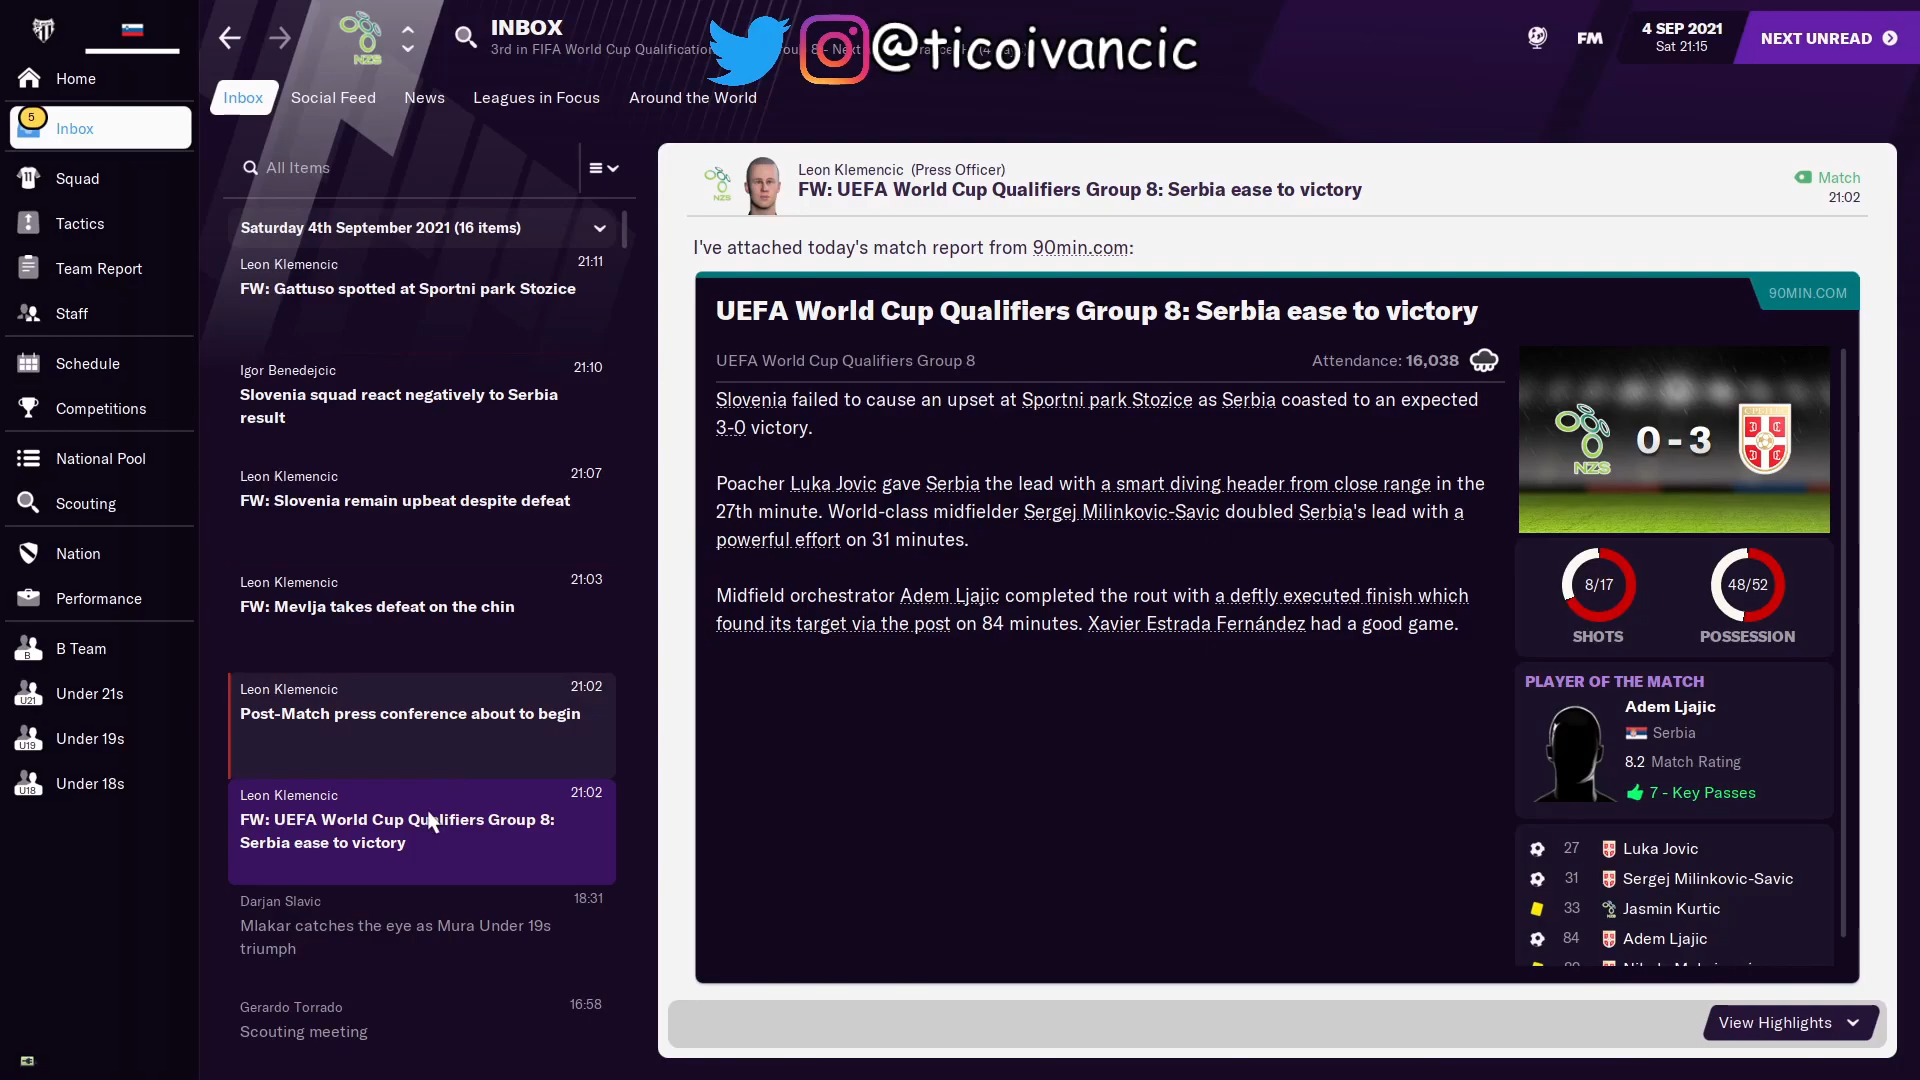 INBOX
3rd in FIFA World Cup Qualification
@ticoivancic
4 SEP 2021
Sat 21:15
FM
NEXT UNREAD
NZS
Inbox
Social Feed
News
Leagues in Focus
Around the World
Home
5
Inbox
11
Squad
Tactics
Team Report
Staff
Schedule
Competitions
National Pool
Scouting
Nation
Performance
B
B Team
U21
Under 21s
U19
Under 19s
U18
Under 18s
All Items
Saturday 4th September 2021 (16 items)
Leon Klemencic
21:11
FW: Gattuso spotted at Sportni park Stozice
Igor Benedejcic
21:10
Slovenia squad react negatively to Serbia
result
Leon Klemencic
21:07
FW: Slovenia remain upbeat despite defeat
Leon Klemencic
21:03
FW: Mevlja takes defeat on the chin
Leon Klemencic
21:02
Post-Match press conference about to begin
Leon Klemencic
21:02
FW: UEFA World Cup Qualifiers Group 8:
Serbia ease to victory
Darjan Slavic
18:31
Mlakar catches the eye as Mura Under 19s
triumph
Gerardo Torrado
16:58
Scouting meeting
NZS
Leon Klemencic (Press Officer)
FW: UEFA World Cup Qualifiers Group 8: Serbia ease to victory
Match
21:02
I've attached today's match report from 90min.com:
90MIN.COM
UEFA World Cup Qualifiers Group 8: Serbia ease to victory
UEFA World Cup Qualifiers Group 8
Attendance: 16,038
Slovenia failed to cause an upset at Sportni park Stozice as Serbia coasted to an expected
3-0 victory.
Poacher Luka Jovic gave Serbia the lead with a smart diving header from close range in the
27th minute. World-class midfielder Sergej Milinkovic-Savic doubled Serbia's lead with a
powerful effort on 31 minutes.
Midfield orchestrator Adem Ljajic completed the rout with a deftly executed finish which
found its target via the post on 84 minutes. Xavier Estrada Fernández had a good game.
NZS
0 - 3
8/17
SHOTS
48/52
POSSESSION
PLAYER OF THE MATCH
Adem Ljajic
Serbia
8.2 Match Rating
7 - Key Passes
27 Luka Jovic
31 Sergej Milinkovic-Savic
33 Jasmin Kurtic
84 Adem Ljajic
View Highlights